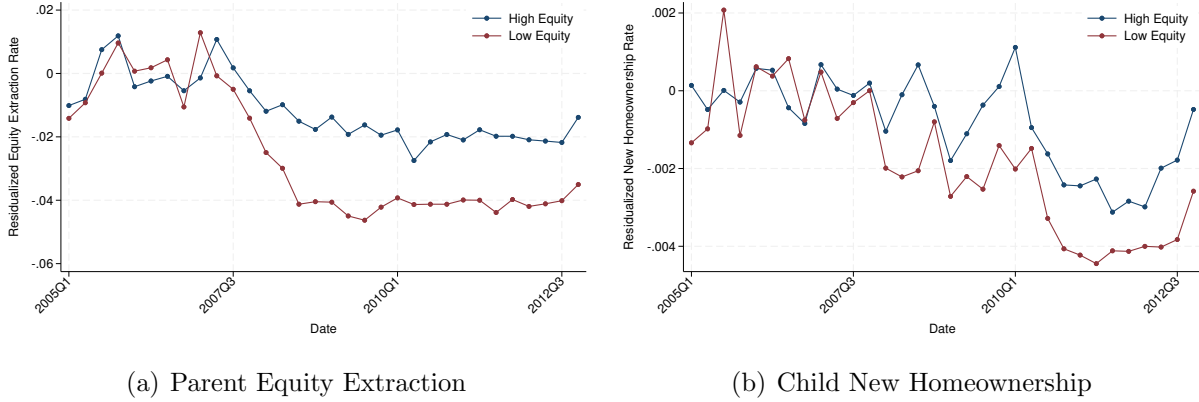 Residualized Equity Extraction Rate
.02
0
-.02
-.04
-.06
High Equity
Low Equity
2005Q1
2007Q3
2010Q1
2012Q3
Date
(a) Parent Equity Extraction
Residualized New Homeownership Rate
.002
0
-.002
-.004
High Equity
Low Equity
2005Q1
2007Q3
2010Q1
2012Q3
Date
(b) Child New Homeownership